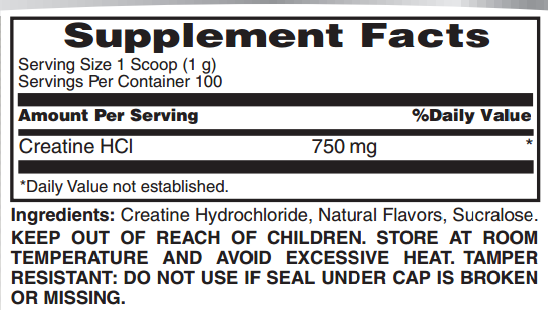 Supplement Facts
Serving Size 1 Scoop (1 g)
Servings Per Container 100
Amount Per Serving %Daily Value
Creatine HCl 750 mg *
*Daily Value not established.
Ingredients: Creatine Hydrochloride, Natural Flavors, Sucralose.
KEEP OUT OF REACH OF CHILDREN. STORE AT ROOM
TEMPERATURE AND AVOID EXCESSIVE HEAT. TAMPER
RESISTANT: DO NOT USE IF SEAL UNDER CAP IS BROKEN
OR MISSING.